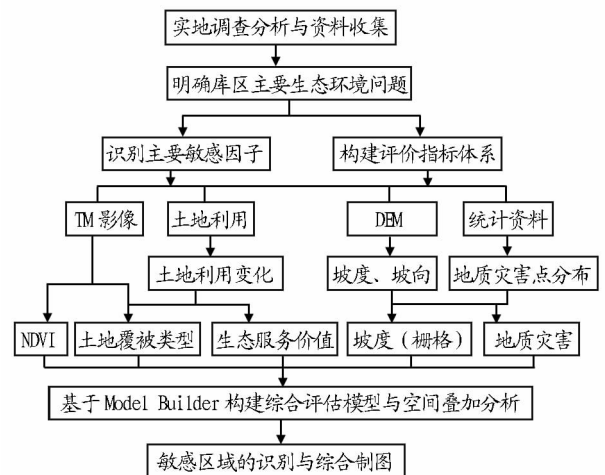 实地调查分析与资料收集
明确库区主要生态环境问题
识别主要敏感因子
构建评价指标体系
TM影像
土地利用
DEM
统计资料
土地利用变化
坡度、坡向
地质灾害点分布
NDVI
土地覆被类型
生态服务价值
坡度(栅格)
地质灾害
基于Model Builder构建综合评估模型与空间叠加分析
敏感区域的识别与综合制图